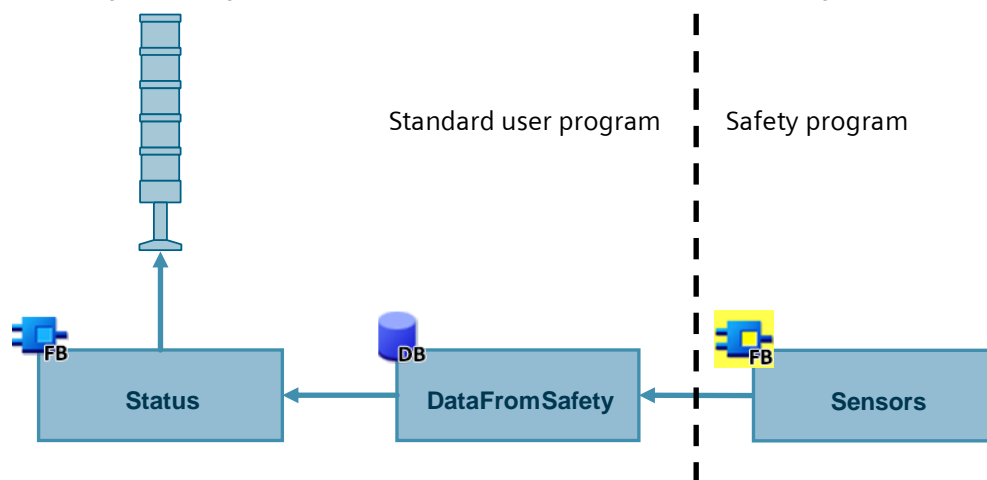 Standard user program
Safety program
FB
DB
FB
Status
DataFromSafety
Sensors